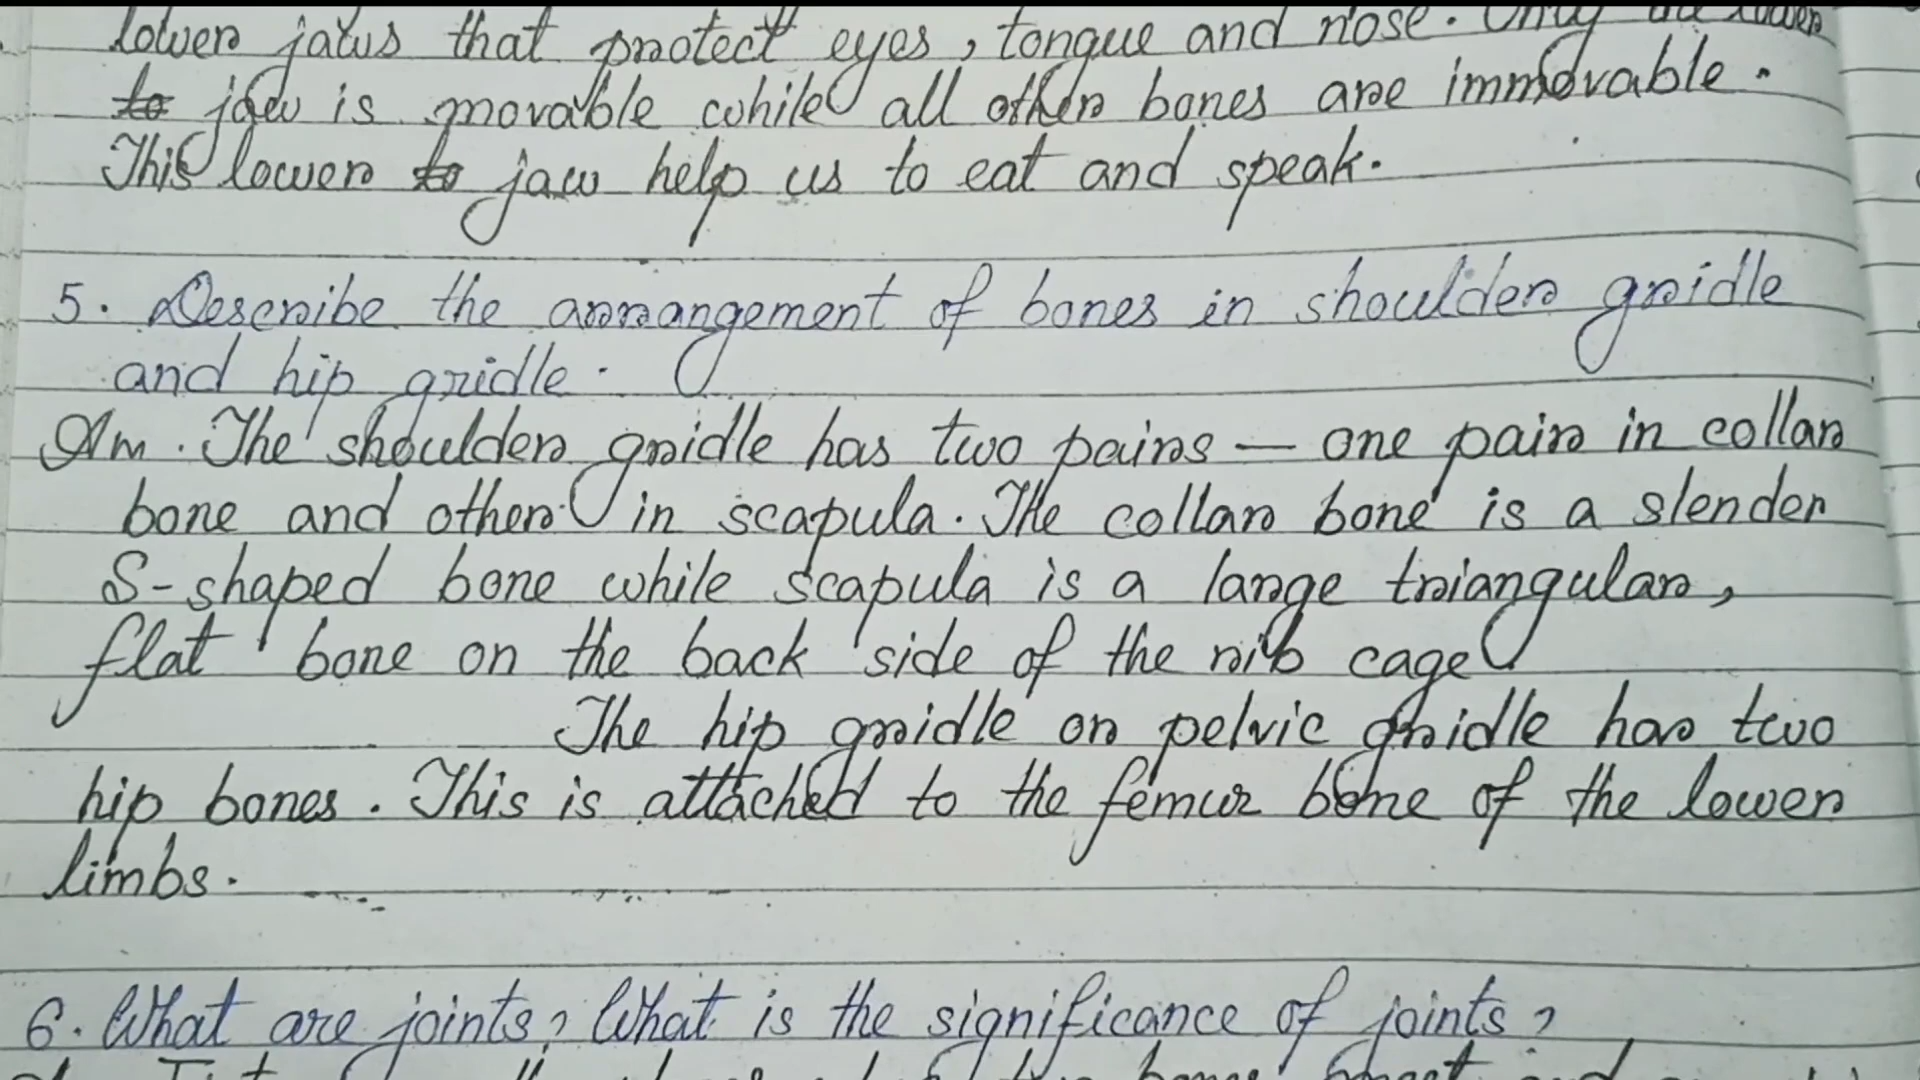 lower jaws that protect eyes, tongue and nose. Only the lower
to jaw is movable while all other bones are immovable.
This lower to jaw help us to eat and speak.
5. Describe the arrangement of bones in shoulder gridle
and hip gridle.
Ans. The shoulder gridle has two pairs – one pair in collar
bone and other in scapula. The collar bone is a slender
S-shaped bone while scapula is a large triangular,
flat bone on the back side of the rib cage
The hip gridle or pelvic gridle has two
hip bones. This is attached to the femur bone of the lower
limbs.
6. What are joints? What is the significance of joints?